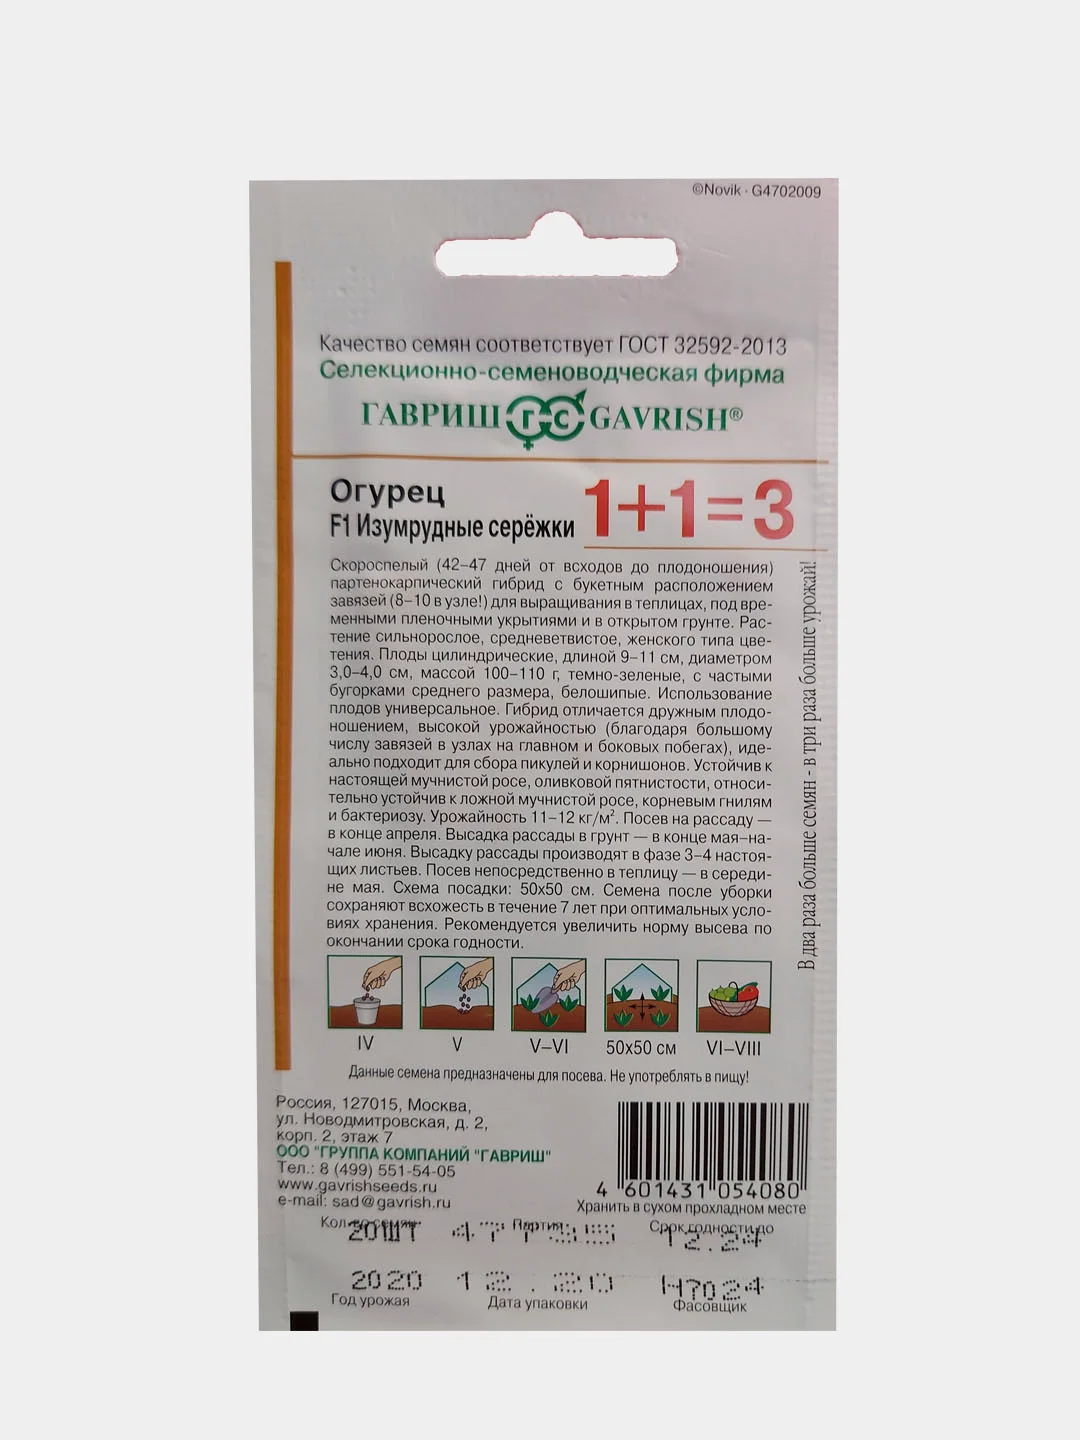 ©Novik · G4702009
Качество семян соответствует ГОСТ 32592-2013
Селекционно-семеноводческая фирма
ГАВРИШ ГС GAVRISH®
Огурец
F1 Изумрудные серёжки
1+1=3
Скороспелый (42–47 дней от всходов до плодоношения)
партенокарпический гибрид с букетным расположением
завязей (8–10 в узле!) для выращивания в теплицах, под вре-
менными пленочными укрытиями и в открытом грунте. Рас-
тение сильнорослое, средневетвистое, женского типа цве-
тения. Плоды цилиндрические, длиной 9–11 см, диаметром
3,0–4,0 см, массой 100–110 г, темно-зеленые, с частыми
бугорками среднего размера, белошипые. Использование
плодов универсальное. Гибрид отличается дружным плодо-
ношением, высокой урожайностью (благодаря большому
числу завязей в узлах на главном и боковых побегах), иде-
ально подходит для сбора пикулей и корнишонов. Устойчив к
настоящей мучнистой росе, оливковой пятнистости, относи-
тельно устойчив к ложной мучнистой росе, корневым гнилям
и бактериозу. Урожайность 11–12 кг/м². Посев на рассаду —
в конце апреля. Высадка рассады в грунт — в конце мая–на-
чале июня. Высадку рассады производят в фазе 3–4 настоя-
щих листьев. Посев непосредственно в теплицу — в середи-
не мая. Схема посадки: 50х50 см. Семена после уборки
сохраняют всхожесть в течение 7 лет при оптимальных усло-
виях хранения. Рекомендуется увеличить норму высева по
окончании срока годности.
В два раза больше семян - в три раза больше урожай!
IV
V
V–VI
50х50 см
VI–VIII
Данные семена предназначены для посева. Не употреблять в пищу!
Россия, 127015, Москва,
ул. Новодмитровская, д. 2,
корп. 2, этаж 7
ООО "ГРУППА КОМПАНИЙ "ГАВРИШ"
Тел.: 8 (499) 551-54-05
www.gavrishseeds.ru
e-mail: sad@gavrish.ru
4 601431 054080
Хранить в сухом прохладном месте
Кол-во семян Партия Срок годности до
20ШТ 12.24
2020 12.20 Н7024
Год урожая Дата упаковки Фасовщик